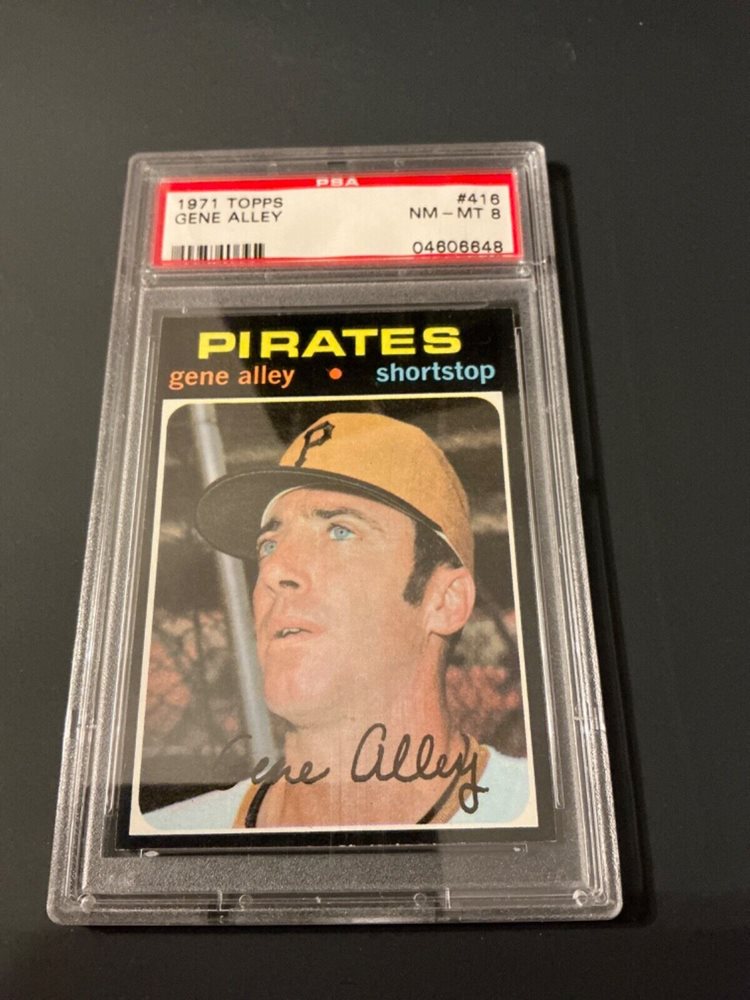 PSA
1971 TOPPS #416
GENE ALLEY NM-MT 8
04606648
PIRATES
gene alley • shortstop
P
Gene Alley